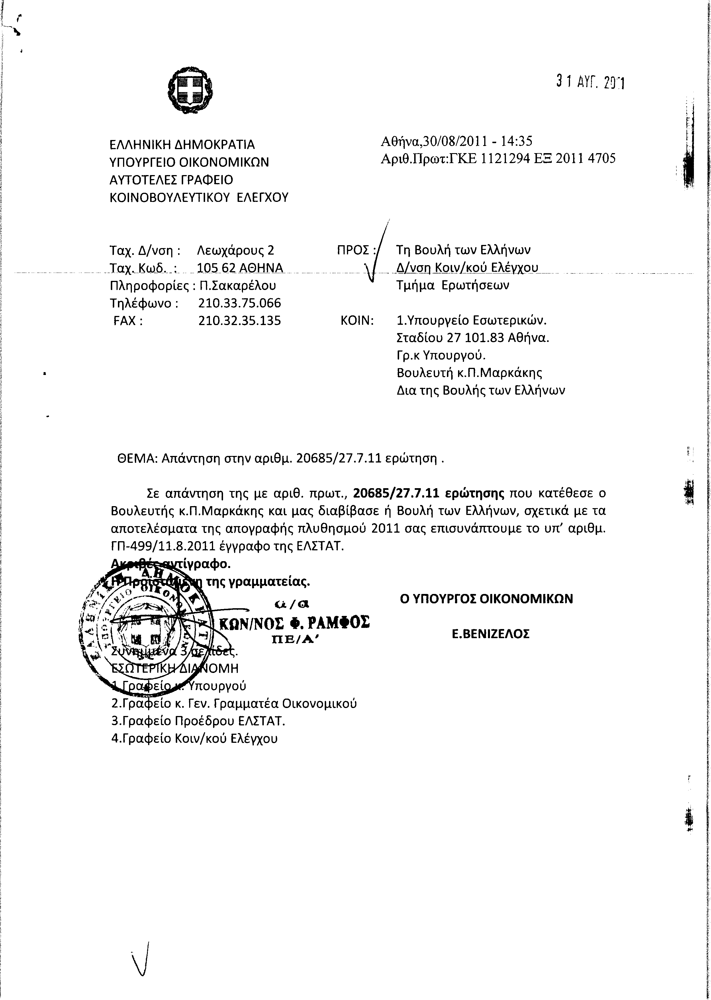 31 ΑΥΓ. 2011
ΕΛΛΗΝΙΚΗ ΔΗΜΟΚΡΑΤΙΑ
ΥΠΟΥΡΓΕΙΟ ΟΙΚΟΝΟΜΙΚΩΝ
ΑΥΤΟΤΕΛΕΣ ΓΡΑΦΕΙΟ
ΚΟΙΝΟΒΟΥΛΕΥΤΙΚΟΥ ΕΛΕΓΧΟΥ
Αθήνα,30/08/2011 - 14:35
Αριθ.Πρωτ:ΓΚΕ 1121294 ΕΞ 2011 4705
Ταχ. Δ/νση : Λεωχάρους 2
Ταχ. Κωδ. : 105 62 ΑΘΗΝΑ
Πληροφορίες : Π.Σακαρέλου
Τηλέφωνο : 210.33.75.066
FAX : 210.32.35.135
ΠΡΟΣ : Τη Βουλή των Ελλήνων
Δ/νση Κοιν/κού Ελέγχου
Τμήμα Ερωτήσεων
ΚΟΙΝ: 1.Υπουργείο Εσωτερικών.
Σταδίου 27 101.83 Αθήνα.
Γρ.κ Υπουργού.
Βουλευτή κ.Π.Μαρκάκης
Δια της Βουλής των Ελλήνων
ΘΕΜΑ: Απάντηση στην αριθμ. 20685/27.7.11 ερώτηση .
Σε απάντηση της με αριθ. πρωτ., 20685/27.7.11 ερώτησης που κατέθεσε ο
Βουλευτής κ.Π.Μαρκάκης και μας διαβίβασε ή Βουλή των Ελλήνων, σχετικά με τα
αποτελέσματα της απογραφής πλυθησμού 2011 σας επισυνάπτουμε το υπ' αριθμ.
ΓΠ-499/11.8.2011 έγγραφο της ΕΛΣΤΑΤ.
Ακριβές αντίγραφο.
Η Προϊσταμένη της γραμματείας.
α/α
ΚΩΝ/ΝΟΣ Φ. ΡΑΜΦΟΣ
ΠΕ/Α'
Ο ΥΠΟΥΡΓΟΣ ΟΙΚΟΝΟΜΙΚΩΝ
Ε.ΒΕΝΙΖΕΛΟΣ
ΕΛΛΗΝΙΚΗ ΔΗΜΟΚΡΑΤΙΑ
ΥΠΟΥΡΓΕΙΟ ΟΙΚΟΝΟΜΙΚΩΝ
Συνημμένα 3 σελίδες.
ΕΣΩΤΕΡΙΚΗ ΔΙΑΝΟΜΗ
1.Γραφείο κ. Υπουργού
2.Γραφείο κ. Γεν. Γραμματέα Οικονομικού
3.Γραφείο Προέδρου ΕΛΣΤΑΤ.
4.Γραφείο Κοιν/κού Ελέγχου